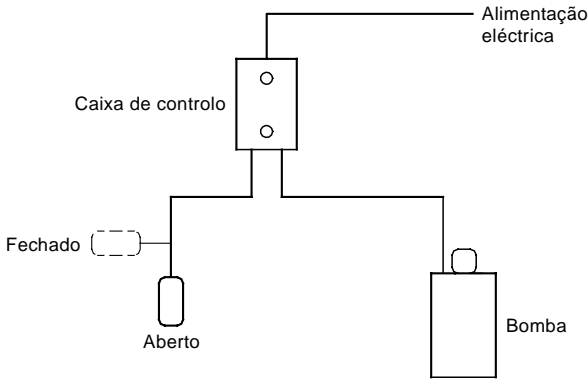 Alimentação
eléctrica
Caixa de controlo
Fechado
Aberto
Bomba